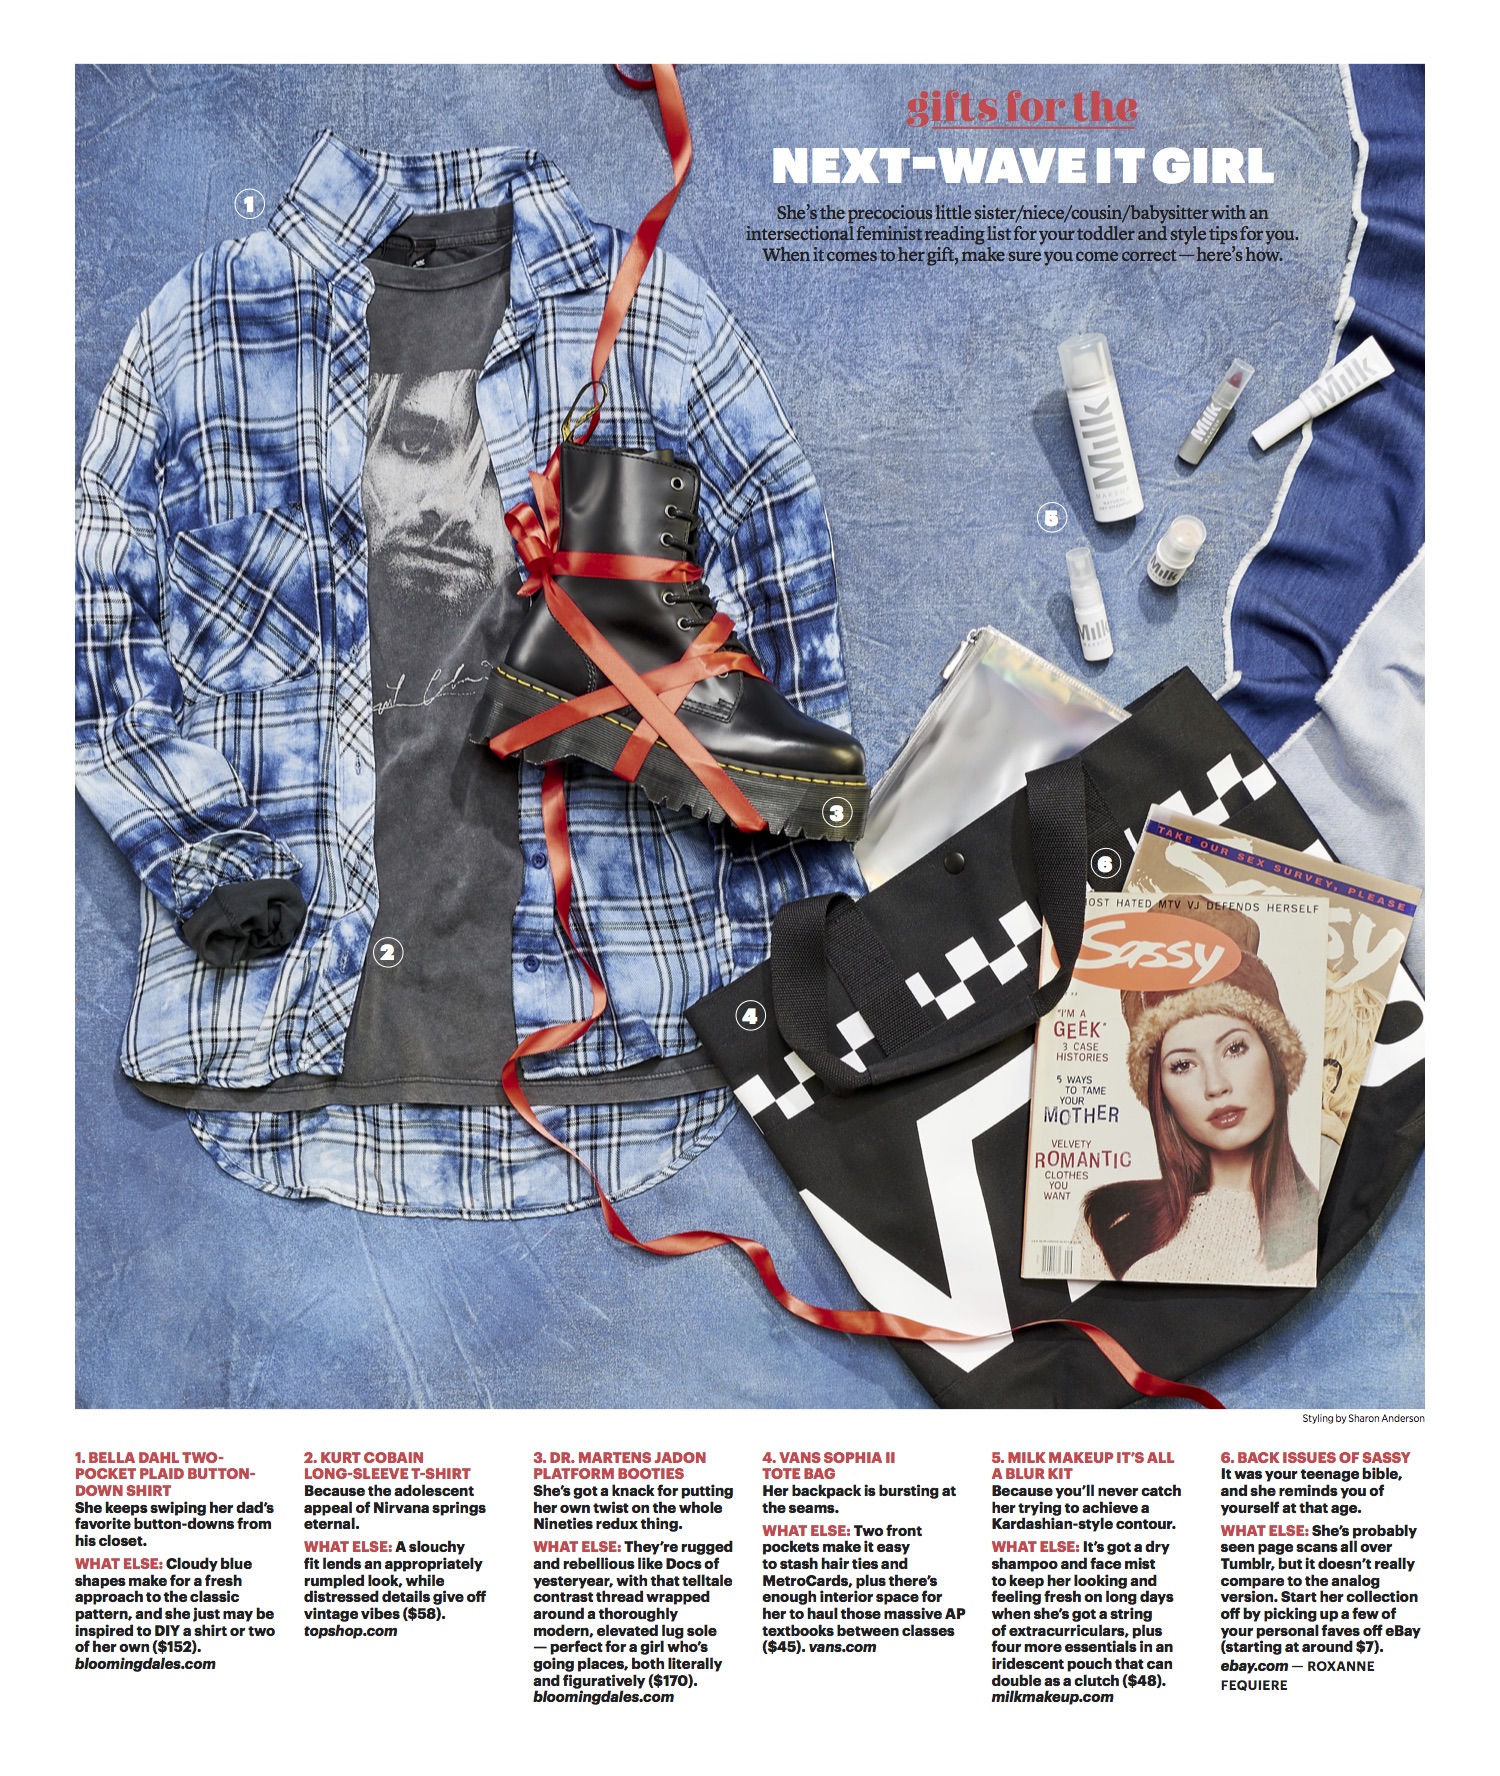 gifts for the
NEXT-WAVE IT GIRL
She's the precocious little sister/niece/cousin/babysitter with an
intersectional feminist reading list for your toddler and style tips for you.
When it comes to her gift, make sure you come correct — here's how.
1
2
3
4
5
6
Milk
MAKEUP
Milk
Milk
Milk
Milk
TAKE OUR SEX SURVEY, PLEASE
MOST HATED MTV VJ DEFENDS HERSELF
Sassy
"I'M A
GEEK"
3 CASE
HISTORIES
5 WAYS
TO TAME
YOUR
MOTHER
VELVETY
ROMANTIC
CLOTHES
YOU
WANT
Styling by Sharon Anderson
1. BELLA DAHL TWO-
POCKET PLAID BUTTON-
DOWN SHIRT
She keeps swiping her dad's
favorite button-downs from
his closet.
WHAT ELSE: Cloudy blue
shapes make for a fresh
approach to the classic
pattern, and she just may be
inspired to DIY a shirt or two
of her own ($152).
bloomingdales.com
2. KURT COBAIN
LONG-SLEEVE T-SHIRT
Because the adolescent
appeal of Nirvana springs
eternal.
WHAT ELSE: A slouchy
fit lends an appropriately
rumpled look, while
distressed details give off
vintage vibes ($58).
topshop.com
3. DR. MARTENS JADON
PLATFORM BOOTIES
She's got a knack for putting
her own twist on the whole
Nineties redux thing.
WHAT ELSE: They're rugged
and rebellious like Docs of
yesteryear, with that telltale
contrast thread wrapped
around a thoroughly
modern, elevated lug sole
— perfect for a girl who's
going places, both literally
and figuratively ($170).
bloomingdales.com
4. VANS SOPHIA II
TOTE BAG
Her backpack is bursting at
the seams.
WHAT ELSE: Two front
pockets make it easy
to stash hair ties and
MetroCards, plus there's
enough interior space for
her to haul those massive AP
textbooks between classes
($45). vans.com
5. MILK MAKEUP IT'S ALL
A BLUR KIT
Because you'll never catch
her trying to achieve a
Kardashian-style contour.
WHAT ELSE: It's got a dry
shampoo and face mist
to keep her looking and
feeling fresh on long days
when she's got a string
of extracurriculars, plus
four more essentials in an
iridescent pouch that can
double as a clutch ($48).
milkmakeup.com
6. BACK ISSUES OF SASSY
It was your teenage bible,
and she reminds you of
yourself at that age.
WHAT ELSE: She's probably
seen page scans all over
Tumblr, but it doesn't really
compare to the analog
version. Start her collection
off by picking up a few of
your personal faves off eBay
(starting at around $7).
ebay.com — ROXANNE
FEQUIERE